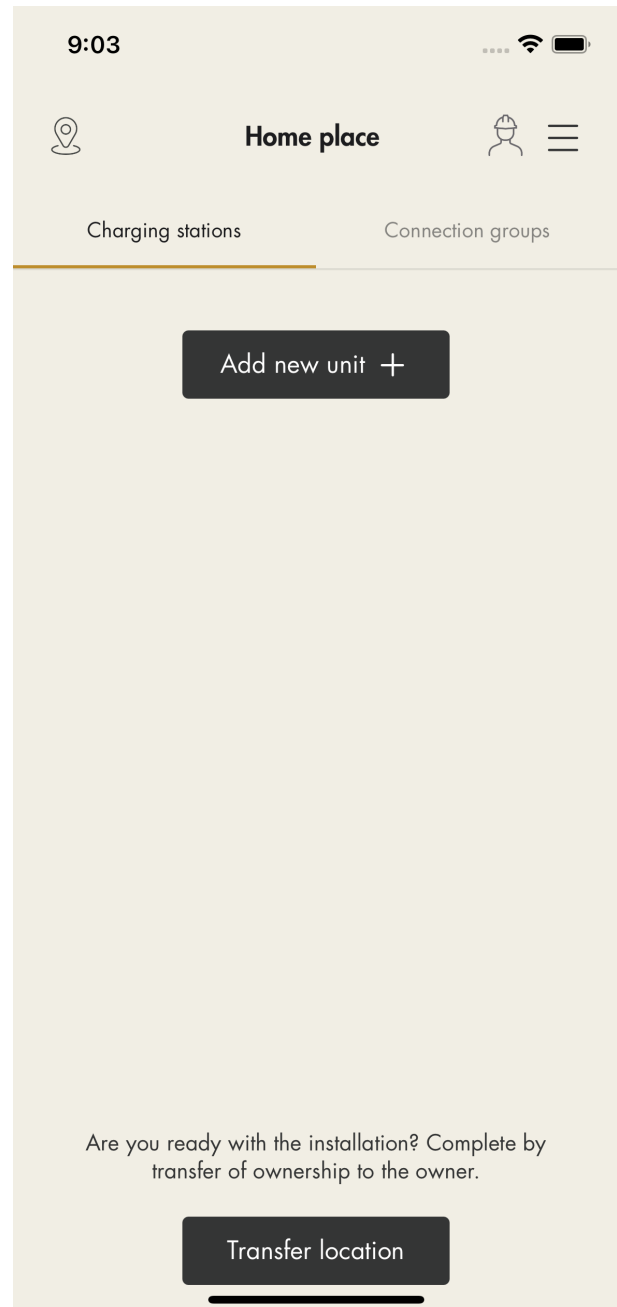 9:03
Home place
Charging stations
Connection groups
Add new unit +
Are you ready with the installation? Complete by
transfer of ownership to the owner.
Transfer location